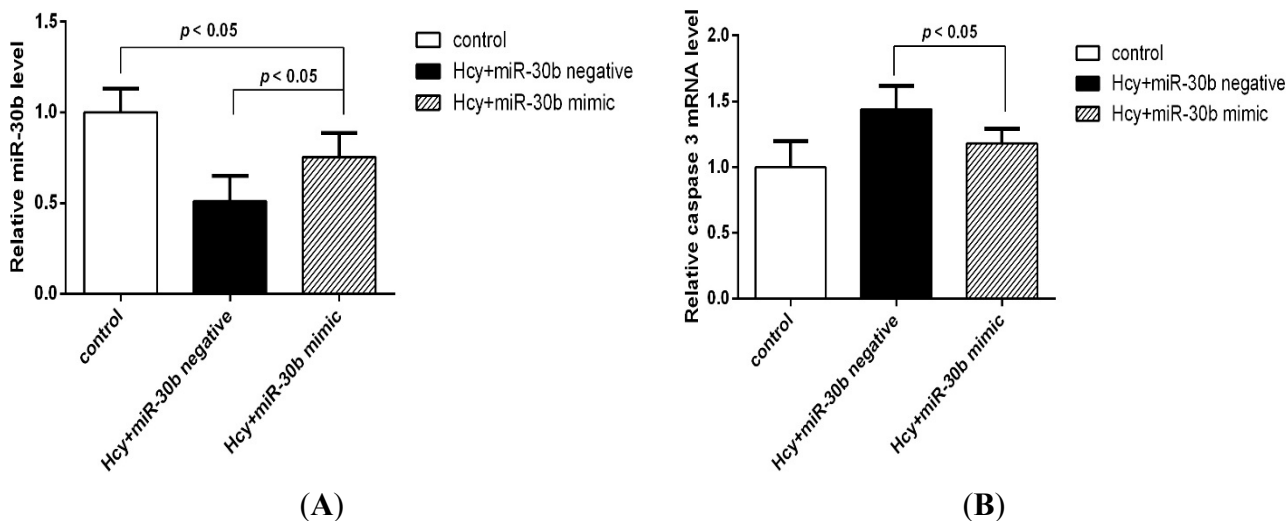 Relative miR-30b level
1.5
1.0
0.5
0.0
p < 0.05
p < 0.05
control
Hcy+miR-30b negative
Hcy+miR-30b mimic
control
Hcy+miR-30b negative
Hcy+miR-30b mimic
(A)
Relative caspase 3 mRNA level
2.0
1.5
1.0
0.5
0.0
p < 0.05
control
Hcy+miR-30b negative
Hcy+miR-30b mimic
control
Hcy+miR-30b negative
Hcy+miR-30b mimic
(B)